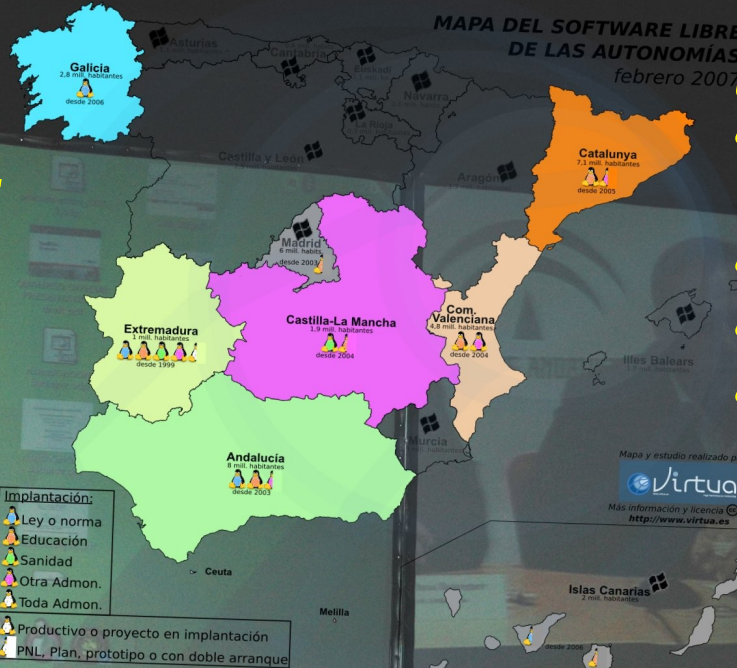 MAPA DEL SOFTWARE LIBRE
DE LAS AUTONOMÍAS
febrero 2007
Galicia
2,8 mill. habitantes
desde 2006
Asturias
Cantabria
Euskadi
Navarra
La Rioja
Castilla y León
Aragón
Catalunya
7,1 mill. habitantes
desde 2005
Madrid
6 mill. habits.
desde 2003
Extremadura
1 mill. habitantes
desde 1999
Castilla-La Mancha
1,9 mill. habitantes
desde 2004
Com.
Valenciana
4,8 mill. habitantes
desde 2004
Illes Balears
Murcia
Andalucía
8 mill. habitantes
desde 2003
Ceuta
Melilla
Islas Canarias
2 mill. habitantes
desde 2006
Implantación:
Ley o norma
Educación
Sanidad
Otra Admon.
Toda Admon.
Productivo o proyecto en implantación
PNL, Plan, prototipo o con doble arranque
Mapa y estudio realizado p
Virtua
Más información y licencia
http://www.virtua.es